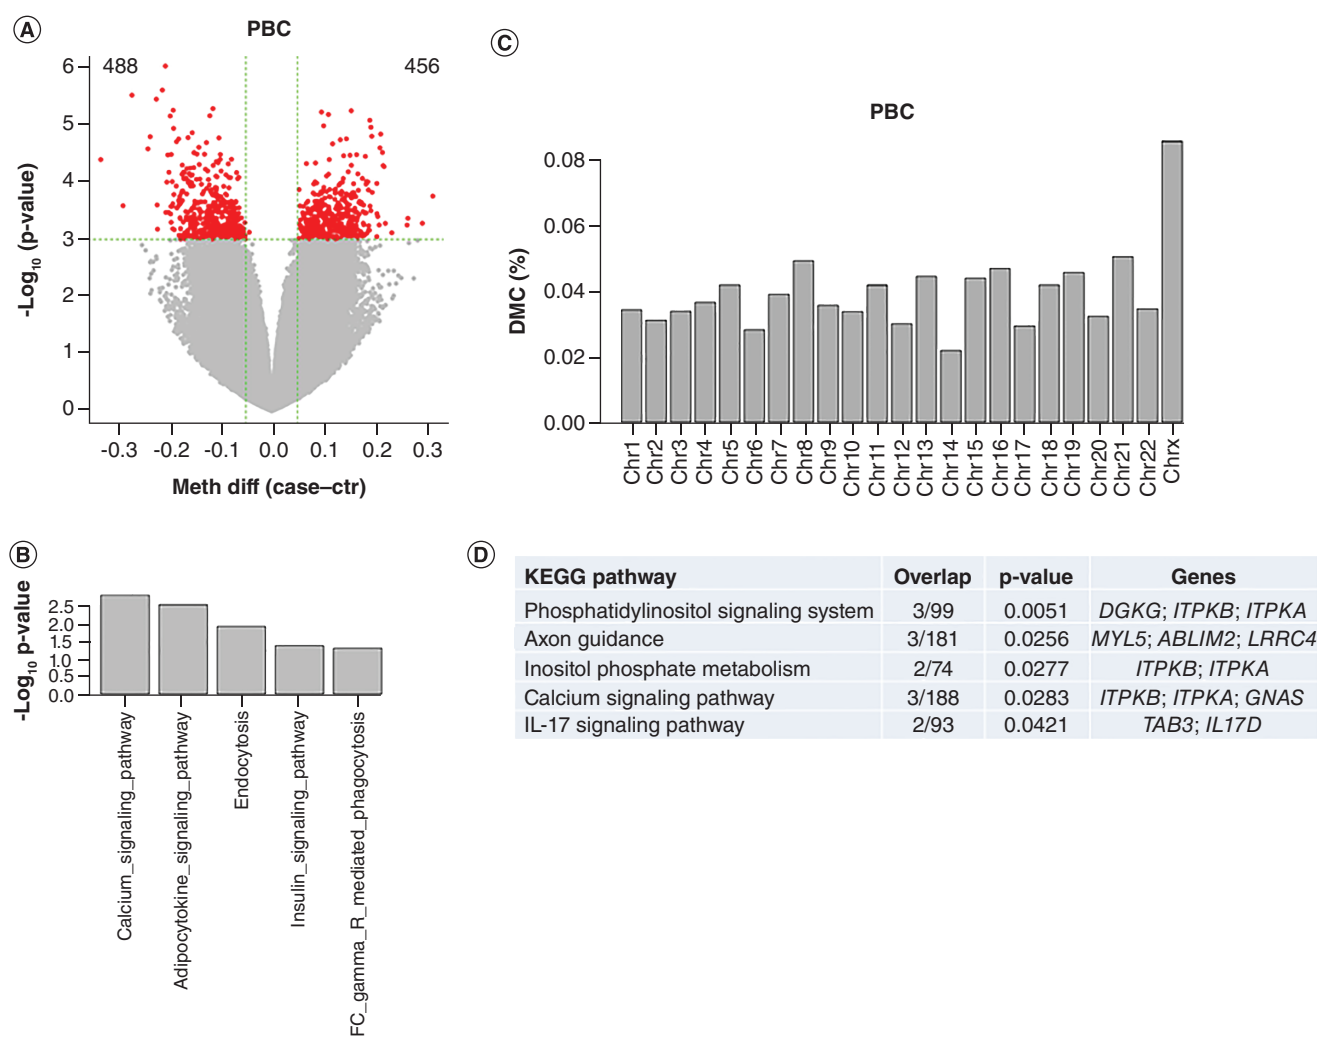 A
PBC
488
456
6
5
4
3
2
1
0
-Log10 (p-value)
-0.3 -0.2 -0.1 0.0 0.1 0.2 0.3
Meth diff (case–ctr)
C
PBC
0.08
0.06
0.04
0.02
0.00
DMC (%)
Chr1
Chr2
Chr3
Chr4
Chr5
Chr6
Chr7
Chr8
Chr9
Chr10
Chr11
Chr12
Chr13
Chr14
Chr15
Chr16
Chr17
Chr18
Chr19
Chr20
Chr21
Chr22
Chrx
B
-Log10 p-value
2.5
2.0
1.5
1.0
0.5
0.0
Calcium_signaling_pathway
Adipocytokine_signaling_pathway
Endocytosis
Insulin_signaling_pathway
FC_gamma_R_mediated_phagocytosis
D
KEGG pathway Overlap p-value Genes
Phosphatidylinositol signaling system 3/99 0.0051 DGKG; ITPKB; ITPKA
Axon guidance 3/181 0.0256 MYL5; ABLIM2; LRRC4
Inositol phosphate metabolism 2/74 0.0277 ITPKB; ITPKA
Calcium signaling pathway 3/188 0.0283 ITPKB; ITPKA; GNAS
IL-17 signaling pathway 2/93 0.0421 TAB3; IL17D